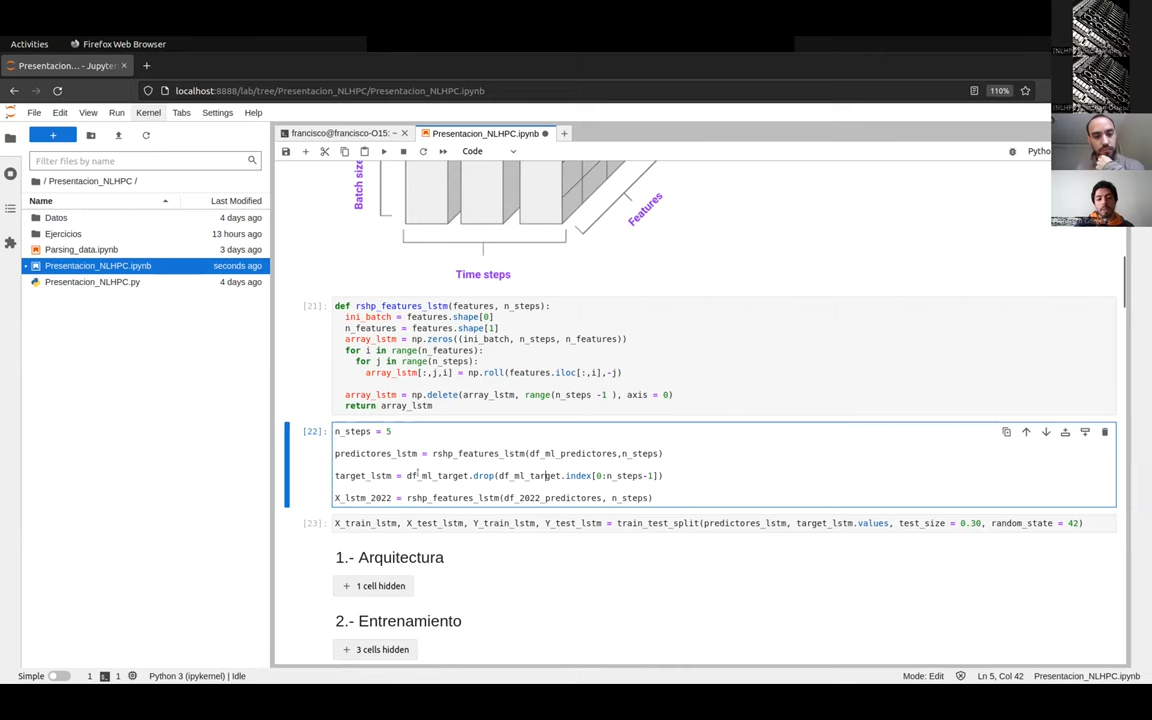 Activities
Firefox Web Browser
Presentacion... - Jupyter
localhost:8888/lab/tree/Presentacion_NLHPC/Presentacion_NLHPC.ipynb
110%
File Edit View Run Kernel Tabs Settings Help
francisco@francisco-O15: ~
Presentacion_NLHPC.ipynb
Code
Python
Filter files by name
/ Presentacion_NLHPC /
Name
Last Modified
Datos
4 days ago
Ejercicios
13 hours ago
Parsing_data.ipynb
3 days ago
Presentacion_NLHPC.ipynb
seconds ago
Presentacion_NLHPC.py
4 days ago
Batch size
Features
Time steps
[21]:
def rshp_features_lstm(features, n_steps):
ini_batch = features.shape[0]
n_features = features.shape[1]
array_lstm = np.zeros((ini_batch, n_steps, n_features))
for i in range(n_features):
for j in range(n_steps):
array_lstm[:,j,i] = np.roll(features.iloc[:,i],-j)
array_lstm = np.delete(array_lstm, range(n_steps -1 ), axis = 0)
return array_lstm
[22]:
n_steps = 5
predictores_lstm = rshp_features_lstm(df_ml_predictores,n_steps)
target_lstm = df_ml_target.drop(df_ml_target.index[0:n_steps-1])
X_lstm_2022 = rshp_features_lstm(df_2022_predictores, n_steps)
[23]:
X_train_lstm, X_test_lstm, Y_train_lstm, Y_test_lstm = train_test_split(predictores_lstm, target_lstm.values, test_size = 0.30, random_state = 42)
1.- Arquitectura
1 cell hidden
2.- Entrenamiento
3 cells hidden
Simple
1
1
Python 3 (ipykernel) | Idle
Mode: Edit
Ln 5, Col 42
Presentacion_NLHPC.ipynb